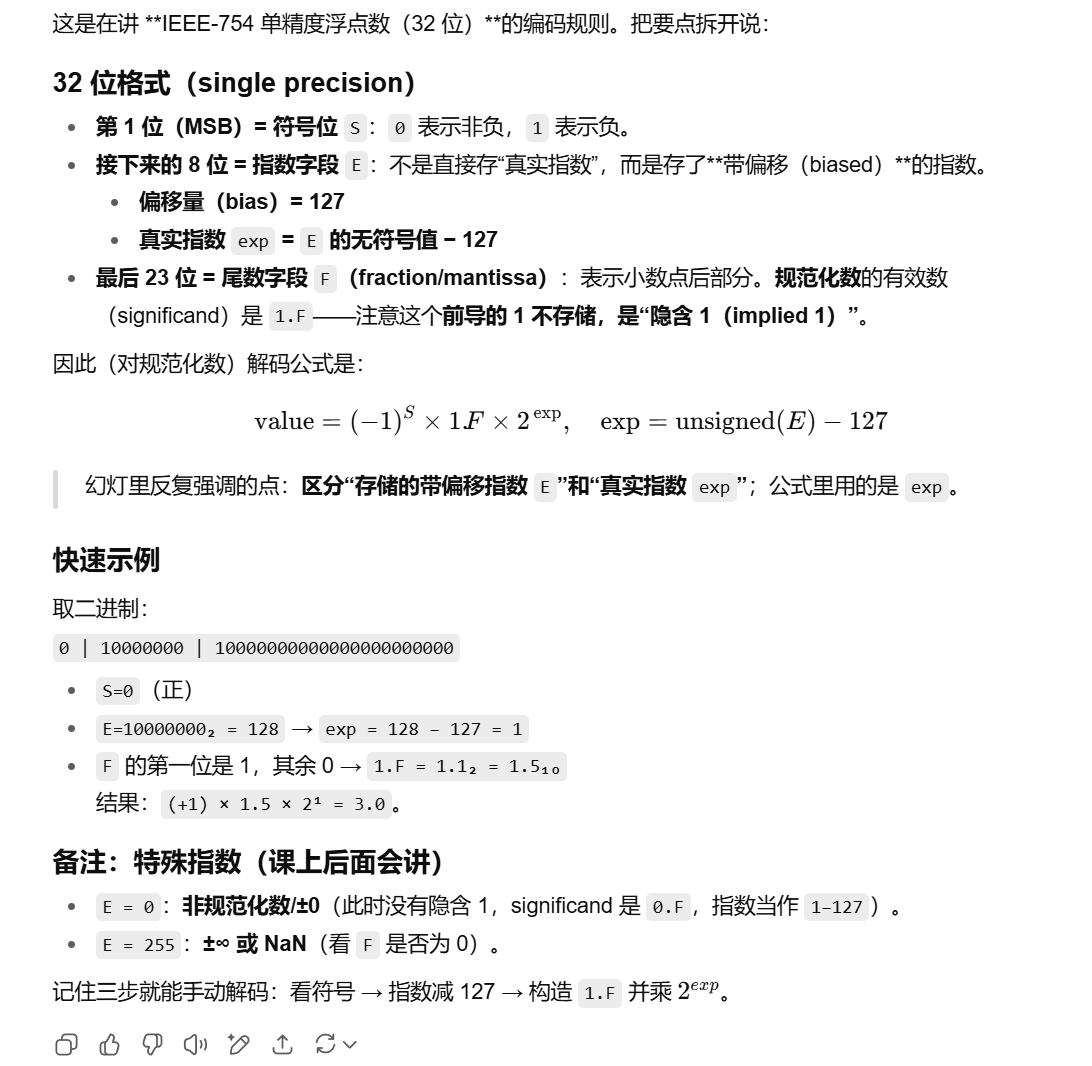 这是在讲 **IEEE-754 单精度浮点数（32 位）**的编码规则。把要点拆开说：
32 位格式（single precision）
第 1 位（MSB）= 符号位 S：0 表示非负，1 表示负。
接下来的 8 位 = 指数字段 E：不是直接存“真实指数”，而是存了**带偏移（biased）**的指数。
偏移量（bias）= 127
真实指数 exp = E 的无符号值 − 127
最后 23 位 = 尾数字段 F（fraction/mantissa）：表示小数点后部分。规范化数的有效数
（significand）是 1.F——注意这个前导的 1 不存储，是“隐含 1（implied 1）”。
因此（对规范化数）解码公式是：
value = (−1)^S × 1.F × 2^exp, exp = unsigned(E) − 127
幻灯里反复强调的点：区分“存储的带偏移指数 E”和“真实指数 exp”；公式里用的是 exp。
快速示例
取二进制：
0 | 10000000 | 10000000000000000000000
S=0（正）
E=10000000₂ = 128 → exp = 128 − 127 = 1
F 的第一位是 1，其余 0 → 1.F = 1.1₂ = 1.5₁₀
结果：(+1) × 1.5 × 2¹ = 3.0。
备注：特殊指数（课上后面会讲）
E = 0：非规范化数/±0（此时没有隐含 1，significand 是 0.F，指数当作 1−127）。
E = 255：±∞ 或 NaN（看 F 是否为 0）。
记住三步就能手动解码：看符号 → 指数减 127 → 构造 1.F 并乘 2^exp。